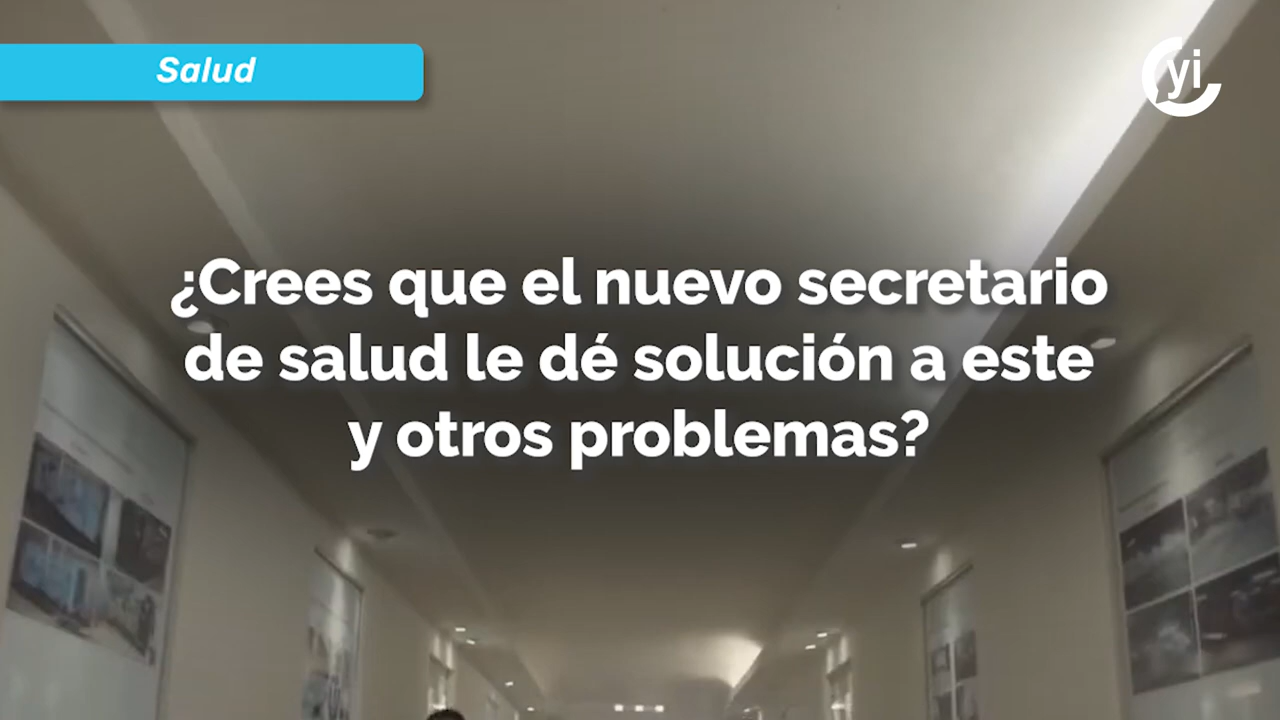 Salud
yi
¿Crees que el nuevo secretario
de salud le dé solución a este
y otros problemas?